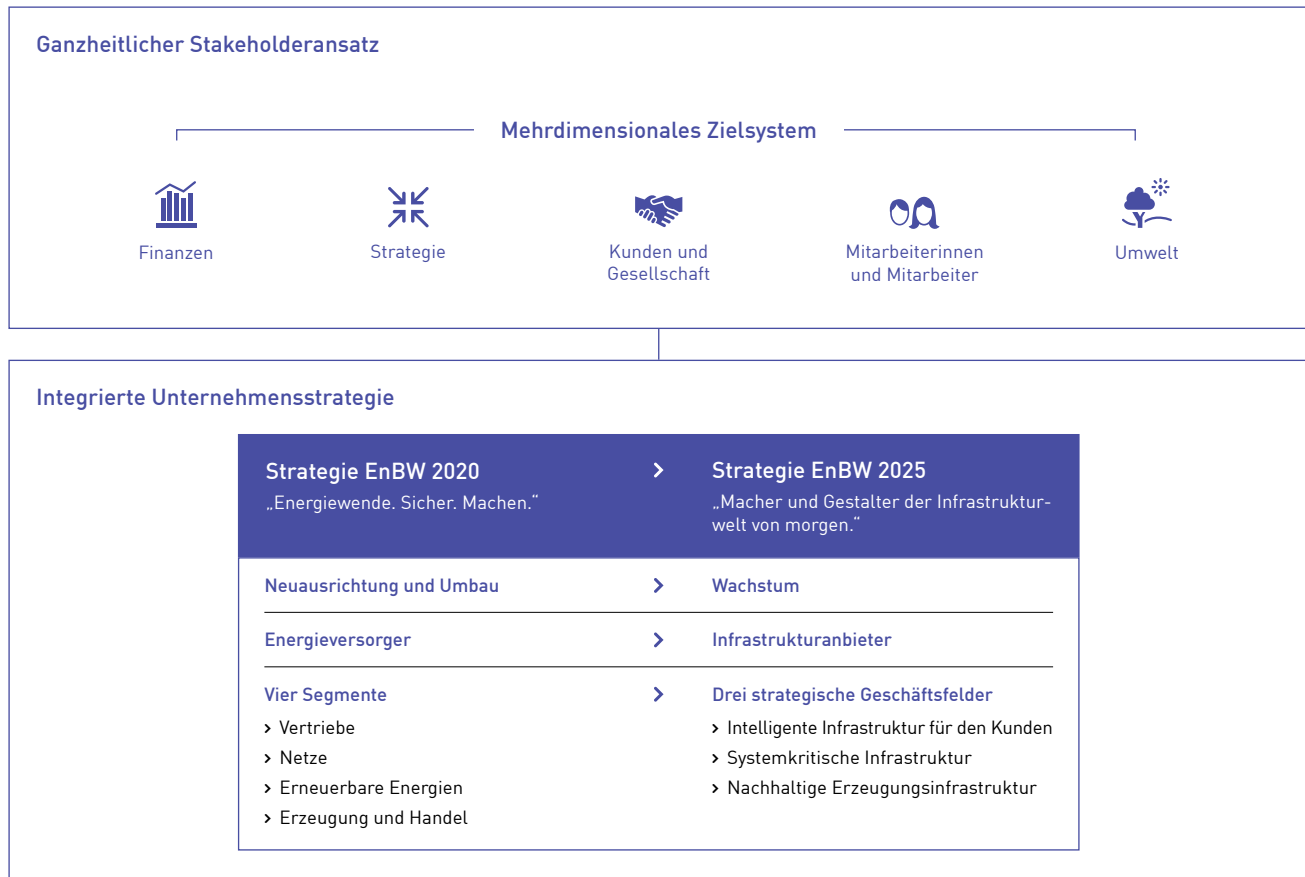 Ganzheitlicher Stakeholderansatz
Mehrdimensionales Zielsystem
Finanzen
Strategie
Kunden und
Gesellschaft
Mitarbeiterinnen
und Mitarbeiter
Umwelt
Integrierte Unternehmensstrategie
Strategie EnBW 2020
„Energiewende. Sicher. Machen.“
Strategie EnBW 2025
„Macher und Gestalter der Infrastruktur-
welt von morgen.“
Neuausrichtung und Umbau
Wachstum
Energieversorger
Infrastrukturanbieter
Vier Segmente
Vertriebe
Netze
Erneuerbare Energien
Erzeugung und Handel
Drei strategische Geschäftsfelder
Intelligente Infrastruktur für den Kunden
Systemkritische Infrastruktur
Nachhaltige Erzeugungsinfrastruktur